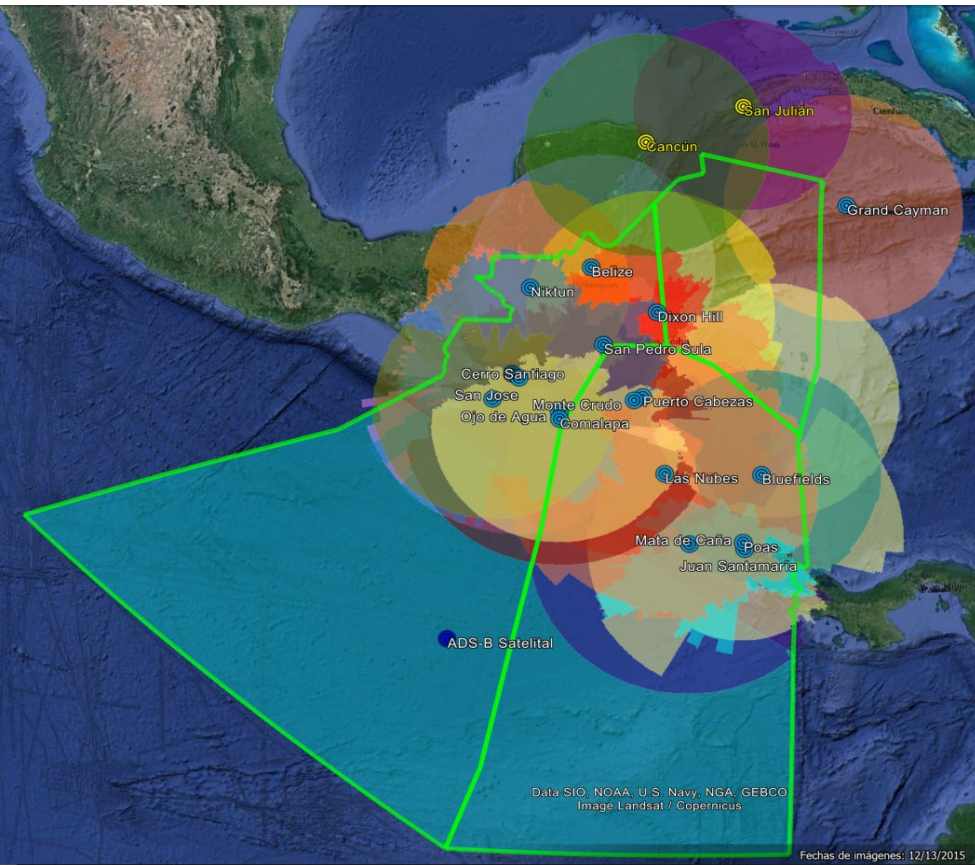 San Julián
Cancún
Grand Cayman
Belize
Niktun
Dixon Hill
San Pedro Sula
Cerro Santiago
San Jose
Monte Crudo
Puerto Cabezas
Ojo de Agua
Comalapa
Las Nubes
Bluefields
Mata de Caña
Poas
Juan Santamaría
ADS-B Satelital
Data SIO, NOAA, U.S. Navy, NGA, GEBCO
Image Landsat / Copernicus
Fechas de imágenes: 12/13/2015